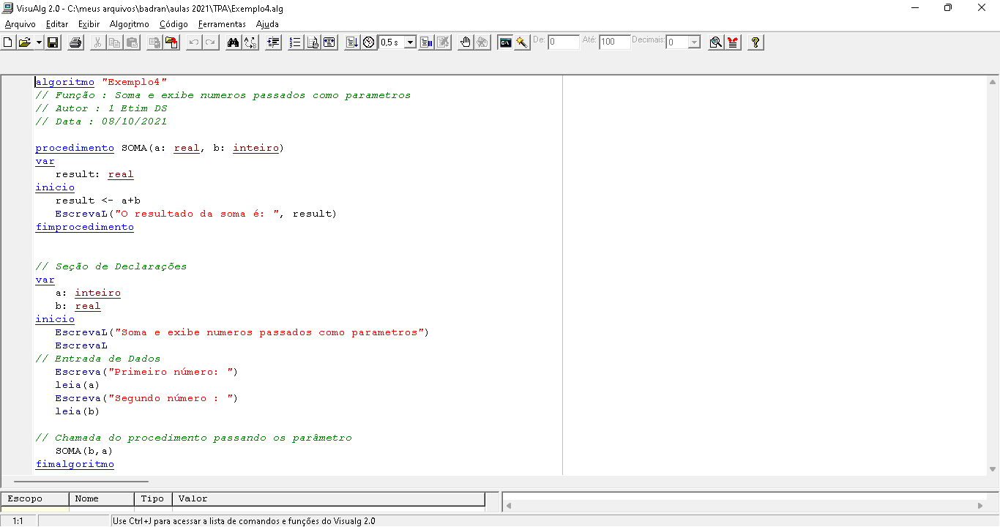 VisuAlg 2.0 - C:\meus arquivos\badran\aulas 2021\TPA\Exemplo4.alg
Arquivo Editar Exibir Algoritmo Código Ferramentas Ajuda
0,5 s De: 0 Até: 100 Decimais: 0
algoritmo "Exemplo4"
// Função : Soma e exibe numeros passados como parametros
// Autor : 1 Etim DS
// Data : 08/10/2021
procedimento SOMA(a: real, b: inteiro)
var
result: real
inicio
result <- a+b
EscrevaL("O resultado da soma é: ", result)
fimprocedimento
// Seção de Declarações
var
a: inteiro
b: real
inicio
EscrevaL("Soma e exibe numeros passados como parametros")
EscrevaL
// Entrada de Dados
Escreva("Primeiro número: ")
leia(a)
Escreva("Segundo número : ")
leia(b)
// Chamada do procedimento passando os parâmetro
SOMA(b,a)
fimalgoritmo
Escopo Nome Tipo Valor
1:1 Use Ctrl+J para acessar a lista de comandos e funções do Visualg 2.0